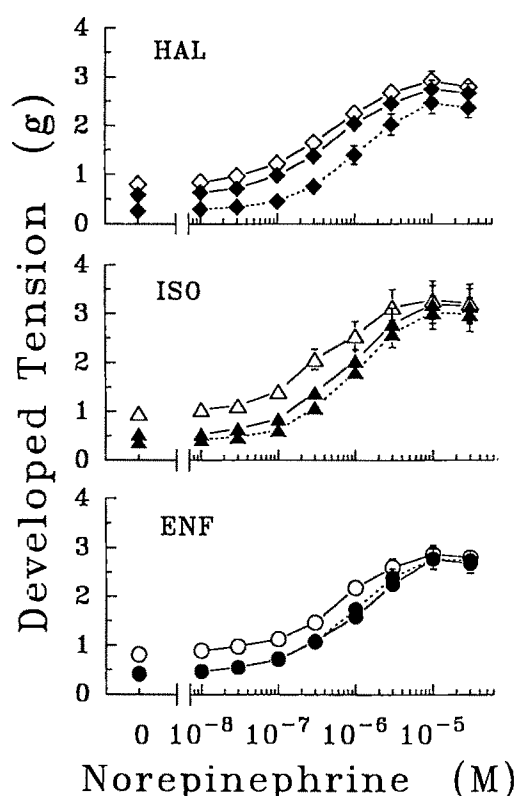 Developed Tension (g)
HAL
4
3
2
1
0
ISO
4
3
2
1
0
ENF
4
3
2
1
0
0 10⁻⁸ 10⁻⁷ 10⁻⁶ 10⁻⁵
Norepinephrine (M)